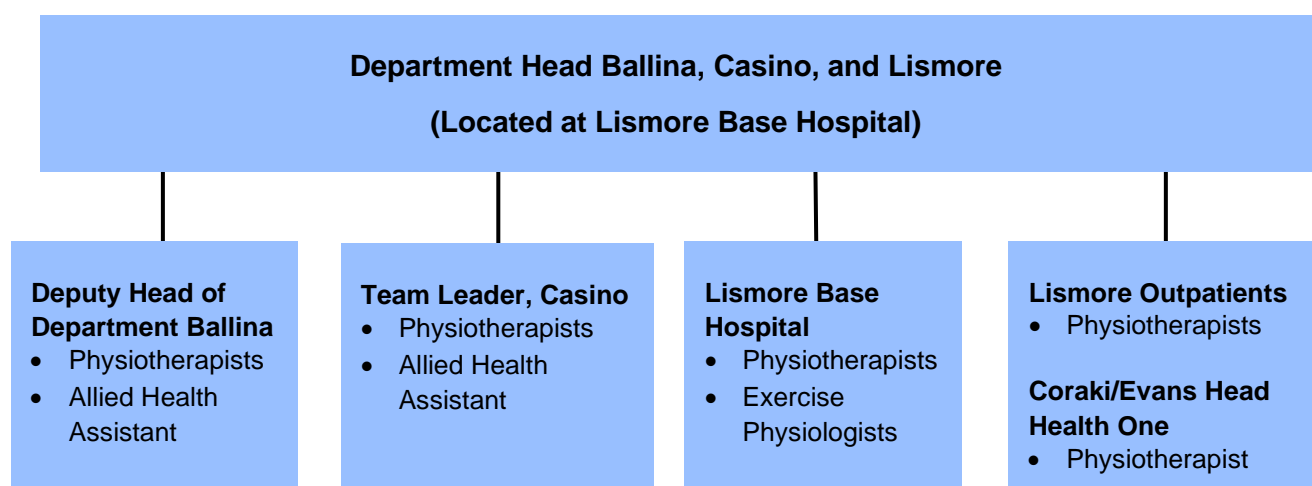 Department Head Ballina, Casino, and Lismore
(Located at Lismore Base Hospital)
Deputy Head of
Department Ballina
• Physiotherapists
• Allied Health
Assistant
Team Leader, Casino
• Physiotherapists
• Allied Health
Assistant
Lismore Base
Hospital
• Physiotherapists
• Exercise
Physiologists
Lismore Outpatients
• Physiotherapists
Coraki/Evans Head
Health One
• Physiotherapist